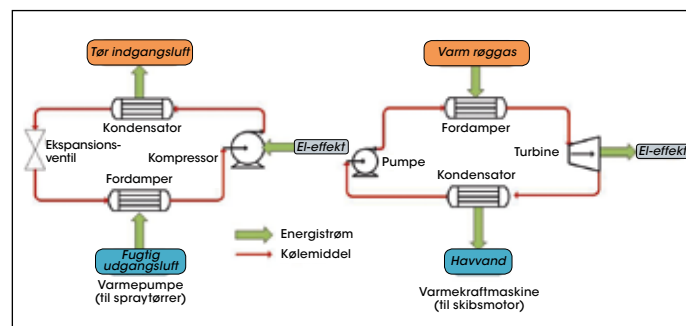 Tør indgangsluft
Kondensator
Ekspansions-
ventil
Kompressor
El-effekt
Fordamper
Fugtig
udgangsluft
Varmepumpe
(til spraytørrer)
Energistrøm
Kølemiddel
Varm røggas
Fordamper
Turbine
El-effekt
Pumpe
Kondensator
Havvand
Varmekraftmaskine
(til skibsmotor)